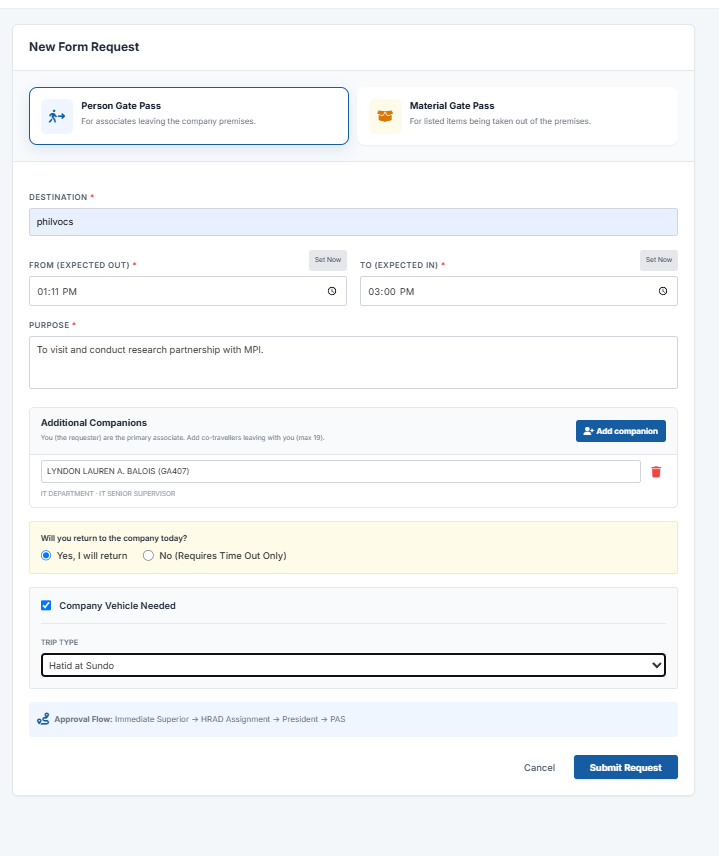 New Form Request
Person Gate Pass
For associates leaving the company premises.
Material Gate Pass
For listed items being taken out of the premises.
DESTINATION *
philvocs
FROM (EXPECTED OUT) *
Set Now
01:11 PM
TO (EXPECTED IN) *
Set Now
03:00 PM
PURPOSE *
To visit and conduct research partnership with MPI.
Additional Companions
You (the requester) are the primary associate. Add co-travellers leaving with you (max 19).
Add companion
LYNDON LAUREN A. BALOIS (GA407)
IT DEPARTMENT · IT SENIOR SUPERVISOR
Will you return to the company today?
Yes, I will return
No (Requires Time Out Only)
Company Vehicle Needed
TRIP TYPE
Hatid at Sundo
Approval Flow: Immediate Superior → HRAD Assignment → President → PAS
Cancel
Submit Request